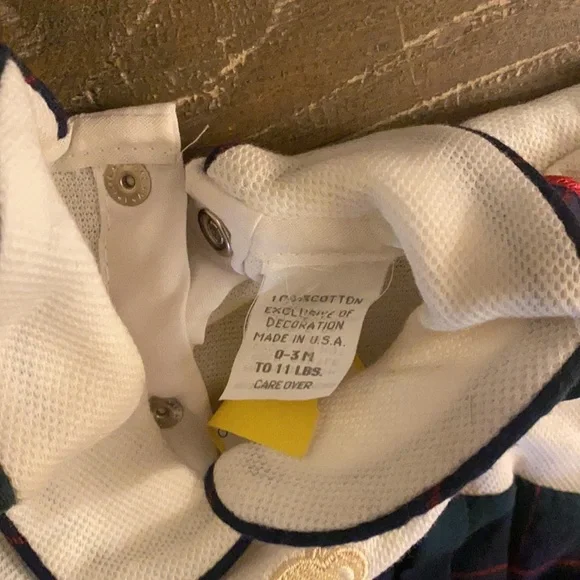 100% COTTON
EXCLUSIVE OF
DECORATION
MADE IN U.S.A.
0-3 M
TO 11 LBS.
CARE OVER